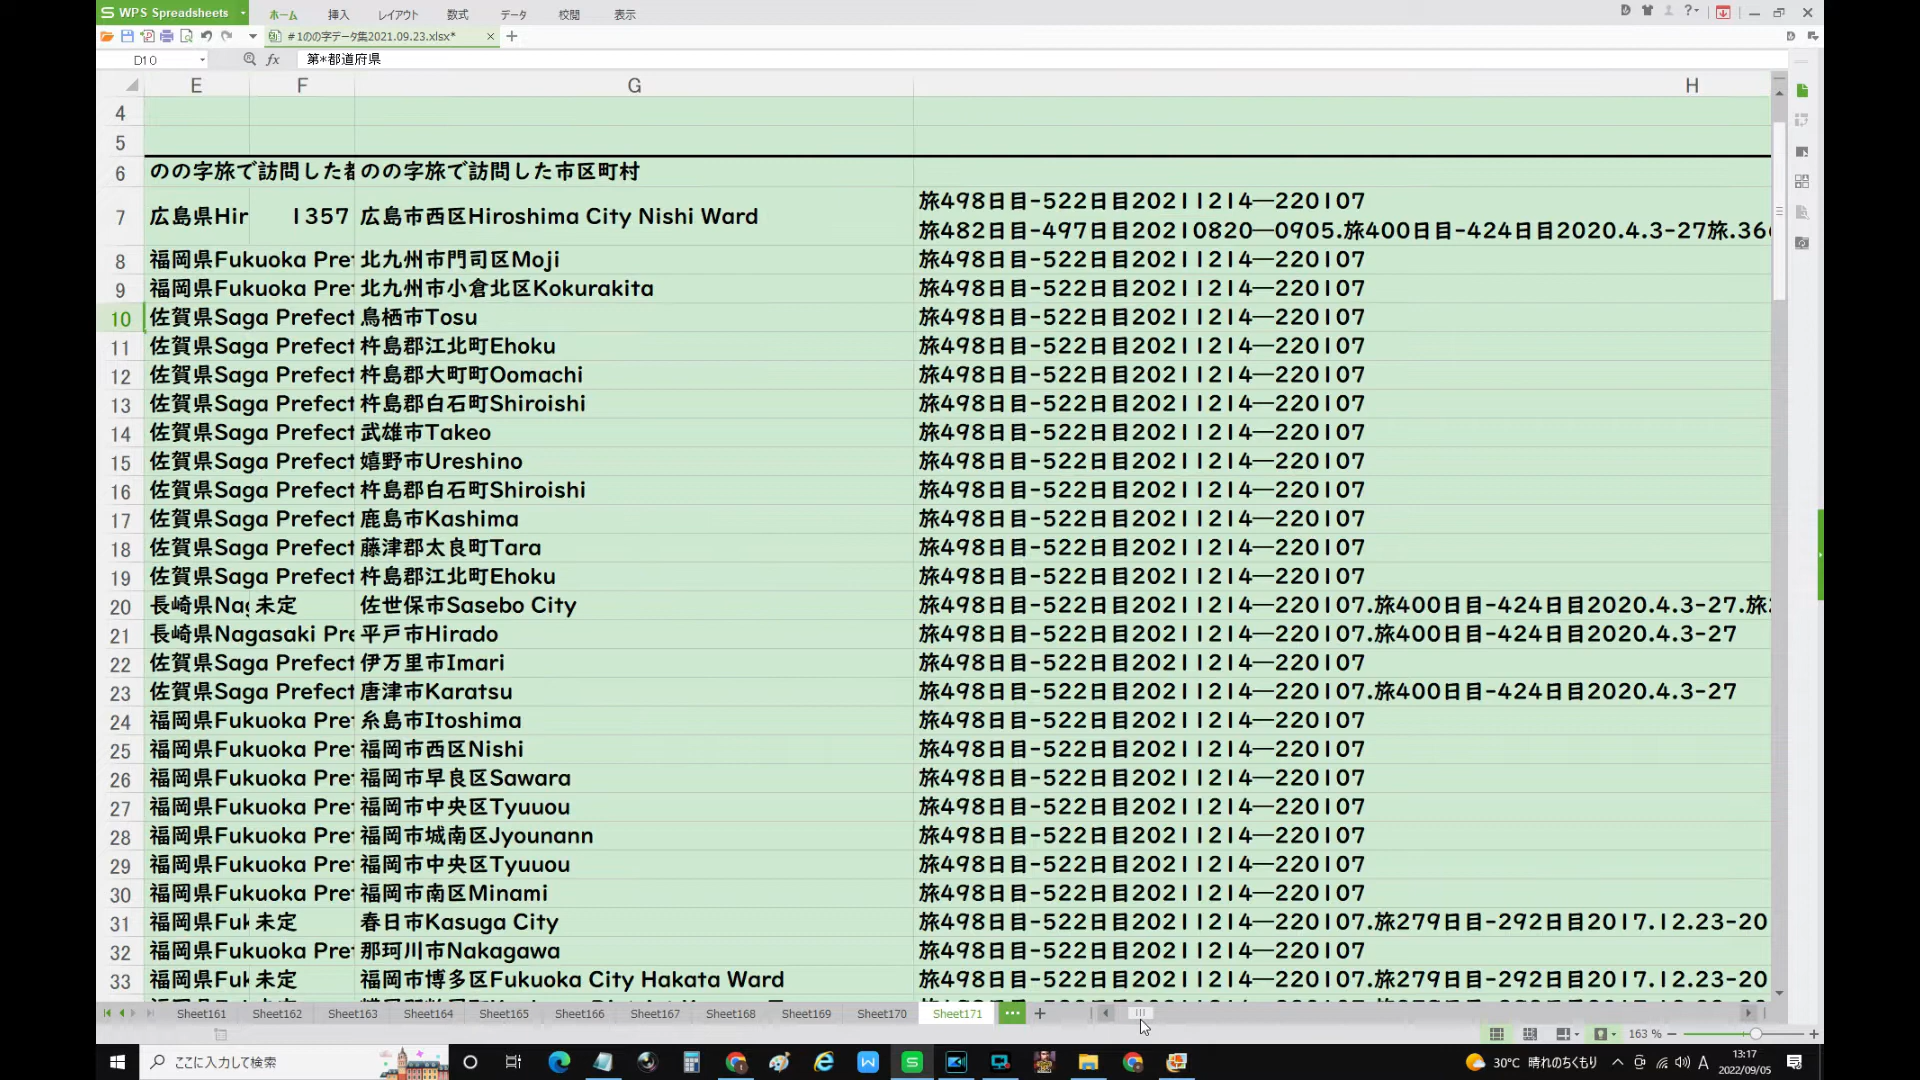 WPS Spreadsheets ホーム 挿入 レイアウト 数式 データ 校閲 表示
#1のの字データ集2021.09.23.xlsx*
D10 fx 第*都道府県
E F G H
4
5
6 のの字旅で訪問した都 のの字旅で訪問した市区町村
旅498日目-522日目20211214―220107
7 広島県Hir 1357 広島市西区Hiroshima City Nishi Ward
旅482日目-497日目20210820―0905.旅400日目-424日目2020.4.3-27旅.36
8 福岡県Fukuoka Pre 北九州市門司区Moji 旅498日目-522日目20211214―220107
9 福岡県Fukuoka Pre 北九州市小倉北区Kokurakita 旅498日目-522日目20211214―220107
10 佐賀県Saga Prefect 鳥栖市Tosu 旅498日目-522日目20211214―220107
11 佐賀県Saga Prefect 杵島郡江北町Ehoku 旅498日目-522日目20211214―220107
12 佐賀県Saga Prefect 杵島郡大町町Oomachi 旅498日目-522日目20211214―220107
13 佐賀県Saga Prefect 杵島郡白石町Shiroishi 旅498日目-522日目20211214―220107
14 佐賀県Saga Prefect 武雄市Takeo 旅498日目-522日目20211214―220107
15 佐賀県Saga Prefect 嬉野市Ureshino 旅498日目-522日目20211214―220107
16 佐賀県Saga Prefect 杵島郡白石町Shiroishi 旅498日目-522日目20211214―220107
17 佐賀県Saga Prefect 鹿島市Kashima 旅498日目-522日目20211214―220107
18 佐賀県Saga Prefect 藤津郡太良町Tara 旅498日目-522日目20211214―220107
19 佐賀県Saga Prefect 杵島郡江北町Ehoku 旅498日目-522日目20211214―220107
20 長崎県Nag 未定 佐世保市Sasebo City 旅498日目-522日目20211214―220107.旅400日目-424日目2020.4.3-27.旅
21 長崎県Nagasaki Pre 平戸市Hirado 旅498日目-522日目20211214―220107.旅400日目-424日目2020.4.3-27
22 佐賀県Saga Prefect 伊万里市Imari 旅498日目-522日目20211214―220107
23 佐賀県Saga Prefect 唐津市Karatsu 旅498日目-522日目20211214―220107.旅400日目-424日目2020.4.3-27
24 福岡県Fukuoka Pre 糸島市Itoshima 旅498日目-522日目20211214―220107
25 福岡県Fukuoka Pre 福岡市西区Nishi 旅498日目-522日目20211214―220107
26 福岡県Fukuoka Pre 福岡市早良区Sawara 旅498日目-522日目20211214―220107
27 福岡県Fukuoka Pre 福岡市中央区Tyuuou 旅498日目-522日目20211214―220107
28 福岡県Fukuoka Pre 福岡市城南区Jyounann 旅498日目-522日目20211214―220107
29 福岡県Fukuoka Pre 福岡市中央区Tyuuou 旅498日目-522日目20211214―220107
30 福岡県Fukuoka Pre 福岡市南区Minami 旅498日目-522日目20211214―220107
31 福岡県Fuk 未定 春日市Kasuga City 旅498日目-522日目20211214―220107.旅279日目-292日目2017.12.23-20
32 福岡県Fukuoka Pre 那珂川市Nakagawa 旅498日目-522日目20211214―220107
33 福岡県Fuk 未定 福岡市博多区Fukuoka City Hakata Ward 旅498日目-522日目20211214―220107.旅279日目-292日目2017.12.23-20
Sheet161 Sheet162 Sheet163 Sheet164 Sheet165 Sheet166 Sheet167 Sheet168 Sheet169 Sheet170 Sheet171
163 %
ここに入力して検索 30°C 晴れのちくもり A 13:17
2022/09/05